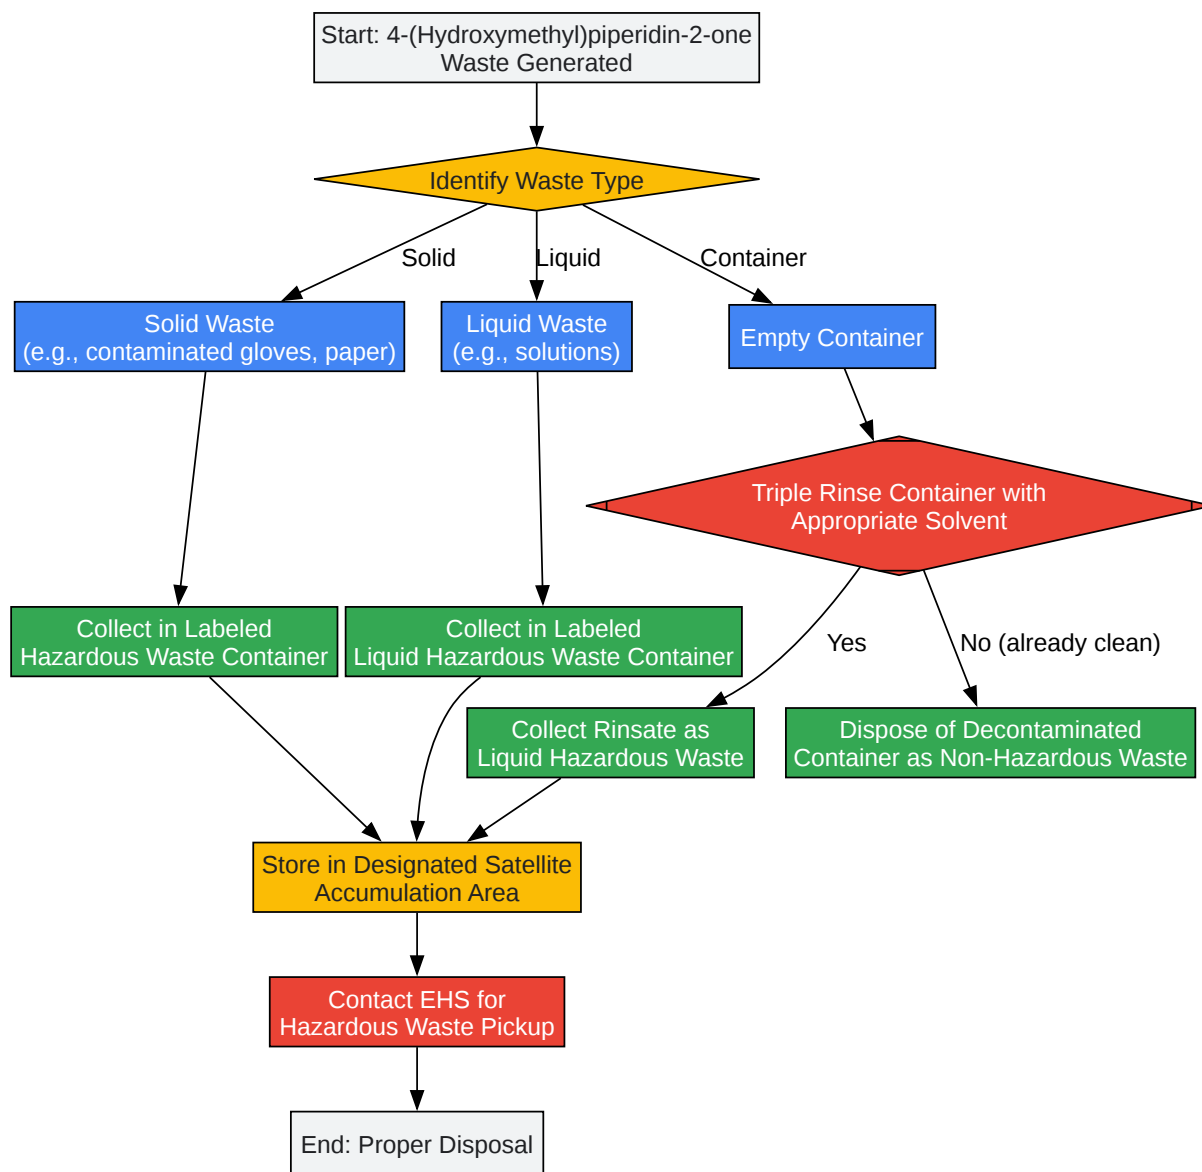 Start: 4-(Hydroxymethyl)piperidin-2-one
Waste Generated
Identify Waste Type
Solid
Liquid
Container
Solid Waste
(e.g., contaminated gloves, paper)
Liquid Waste
(e.g., solutions)
Empty Container
Triple Rinse Container with
Appropriate Solvent
Yes
No (already clean)
Collect in Labeled
Hazardous Waste Container
Collect in Labeled
Liquid Hazardous Waste Container
Collect Rinsate as
Liquid Hazardous Waste
Dispose of Decontaminated
Container as Non-Hazardous Waste
Store in Designated Satellite
Accumulation Area
Contact EHS for
Hazardous Waste Pickup
End: Proper Disposal